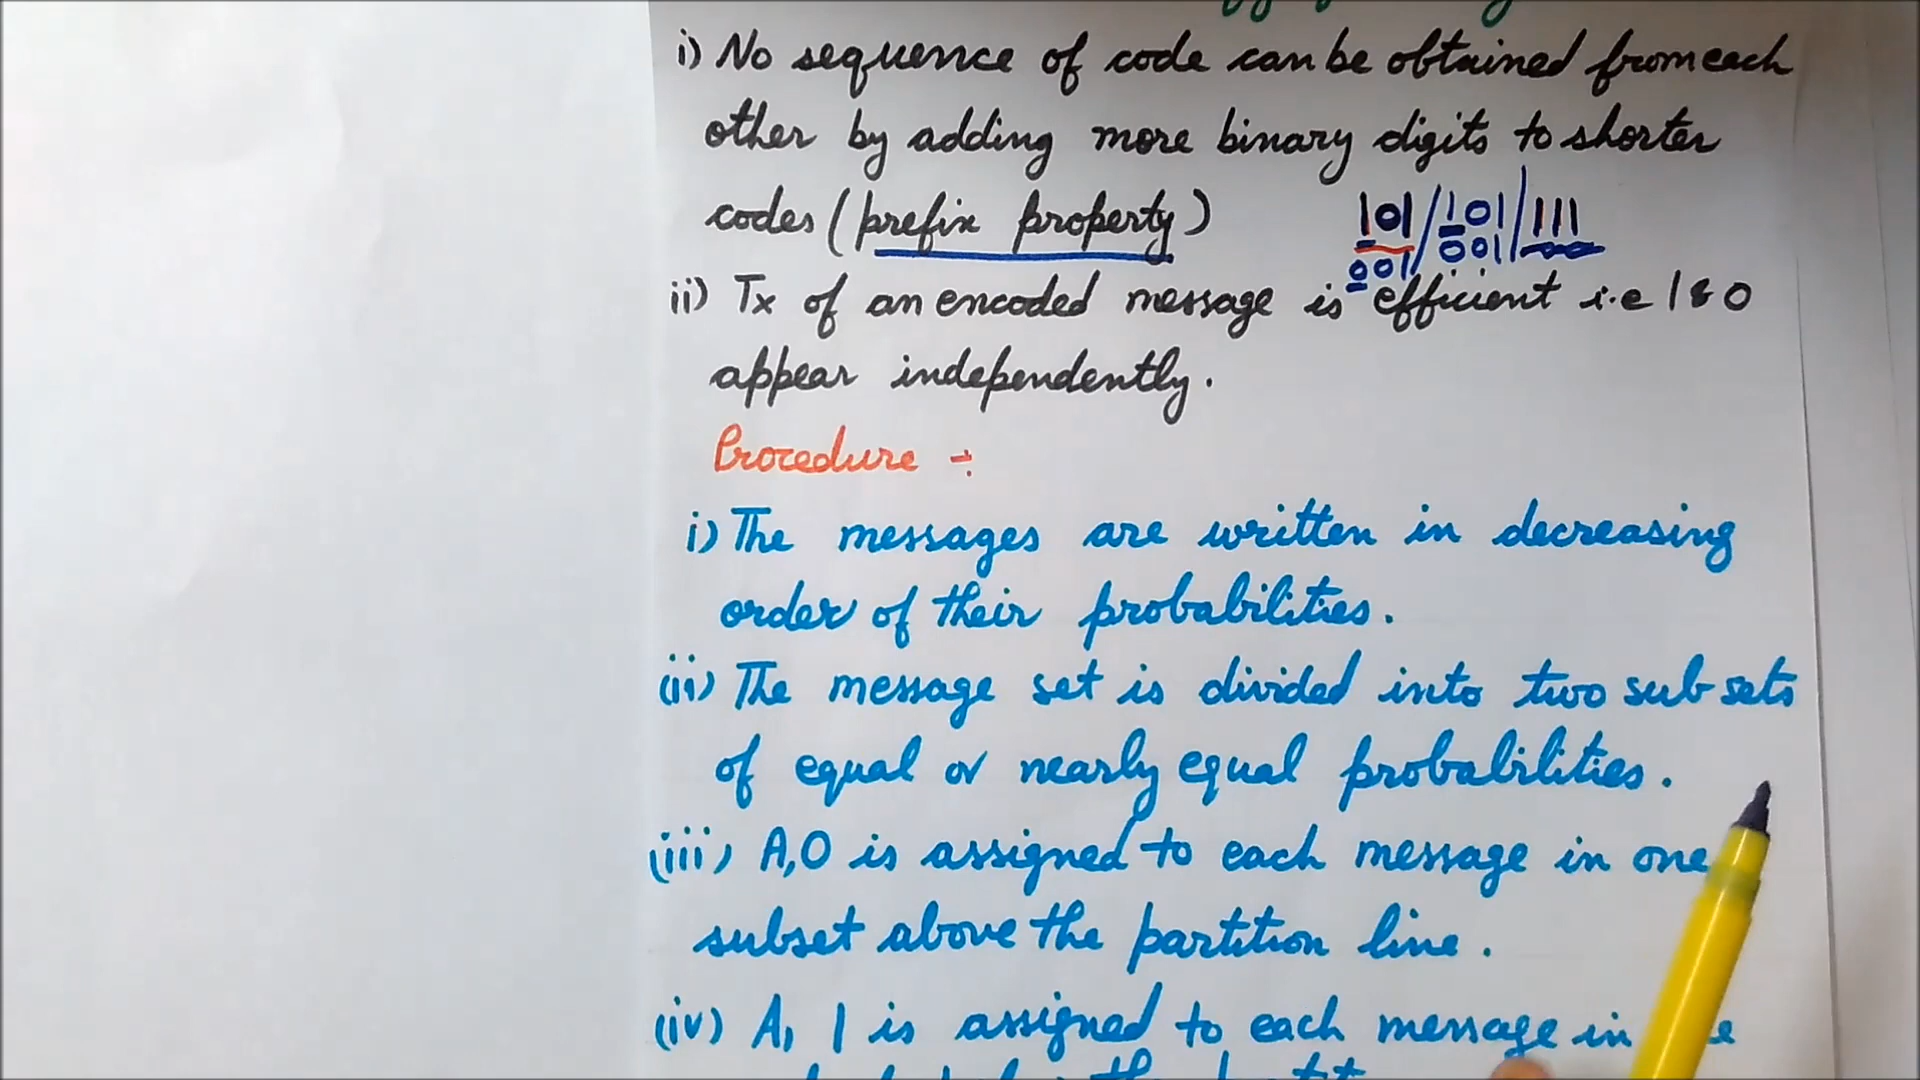 i) No sequence of code can be obtained from each
other by adding more binary digits to shorter
codes (prefix property) 101/101/111
001/001/
ii) Tx of an encoded message is efficient i.e 1 & 0
appear independently.
Procedure ÷
i) The messages are written in decreasing
order of their probabilities.
(ii) The message set is divided into two sub sets
of equal or nearly equal probabilities.
(iii) A, 0 is assigned to each message in one
subset above the partition line.
(iv) A, 1 is assigned to each message in